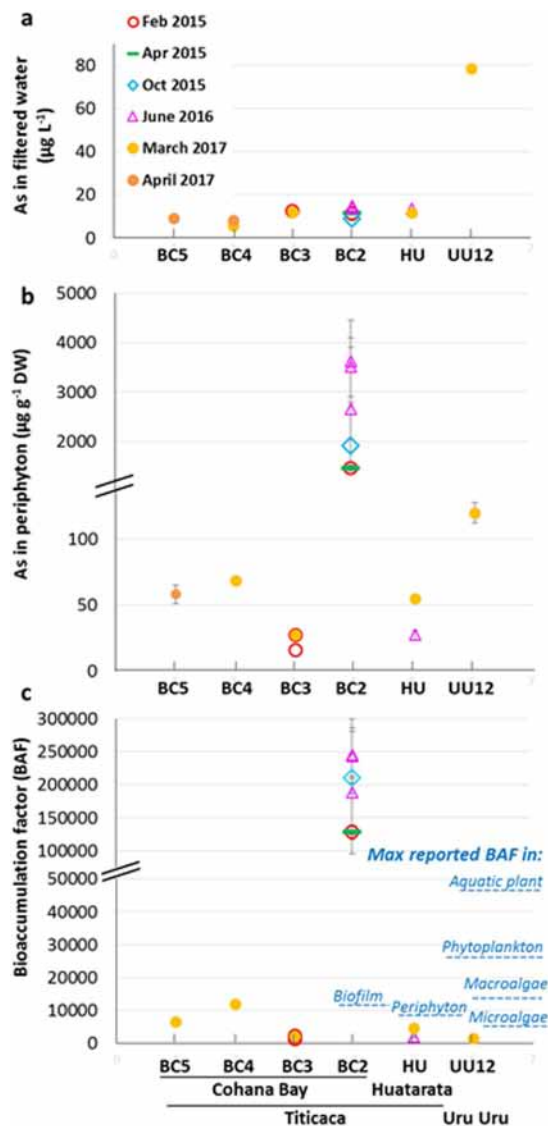 a
Feb 2015
Apr 2015
Oct 2015
June 2016
March 2017
April 2017
As in filtered water
(µg L-1)
80
60
40
20
0
BC5 BC4 BC3 BC2 HU UU12
b
As in periphyton (µg g-1 DW)
5000
4000
3000
2000
100
50
0
BC5 BC4 BC3 BC2 HU UU12
c
Bioaccumulation factor (BAF)
300000
250000
200000
150000
100000
50000
40000
30000
20000
10000
0
Max reported BAF in:
Aquatic plant
Phytoplankton
Macroalgae
Biofilm
Periphyton
Microalgae
BC5 BC4 BC3 BC2 HU UU12
Cohana Bay Huatarata
Titicaca Uru Uru